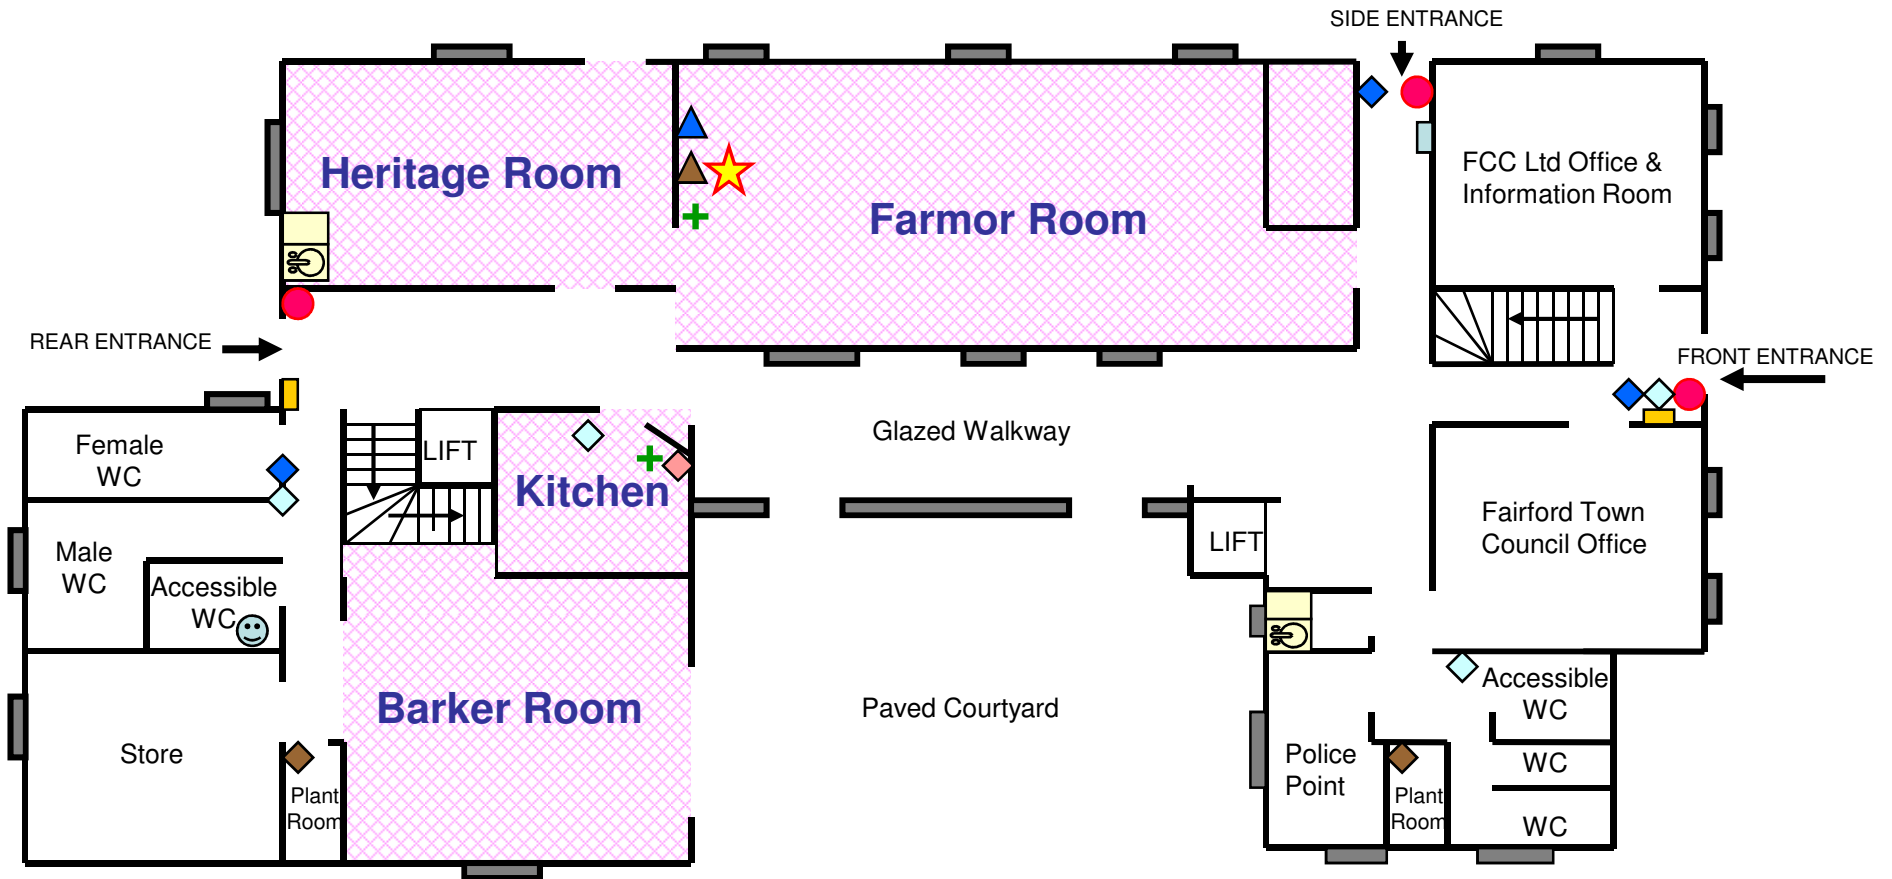 SIDE ENTRANCE
Heritage Room
Farmor Room
FCC Ltd Office &
Information Room
REAR ENTRANCE
FRONT ENTRANCE
Female
WC
LIFT
Glazed Walkway
Kitchen
Male
WC
Accessible
WC
LIFT
Fairford Town
Council Office
Barker Room
Paved Courtyard
Accessible
WC
Store
Plant
Room
Police
Point
Plant
Room
WC
WC